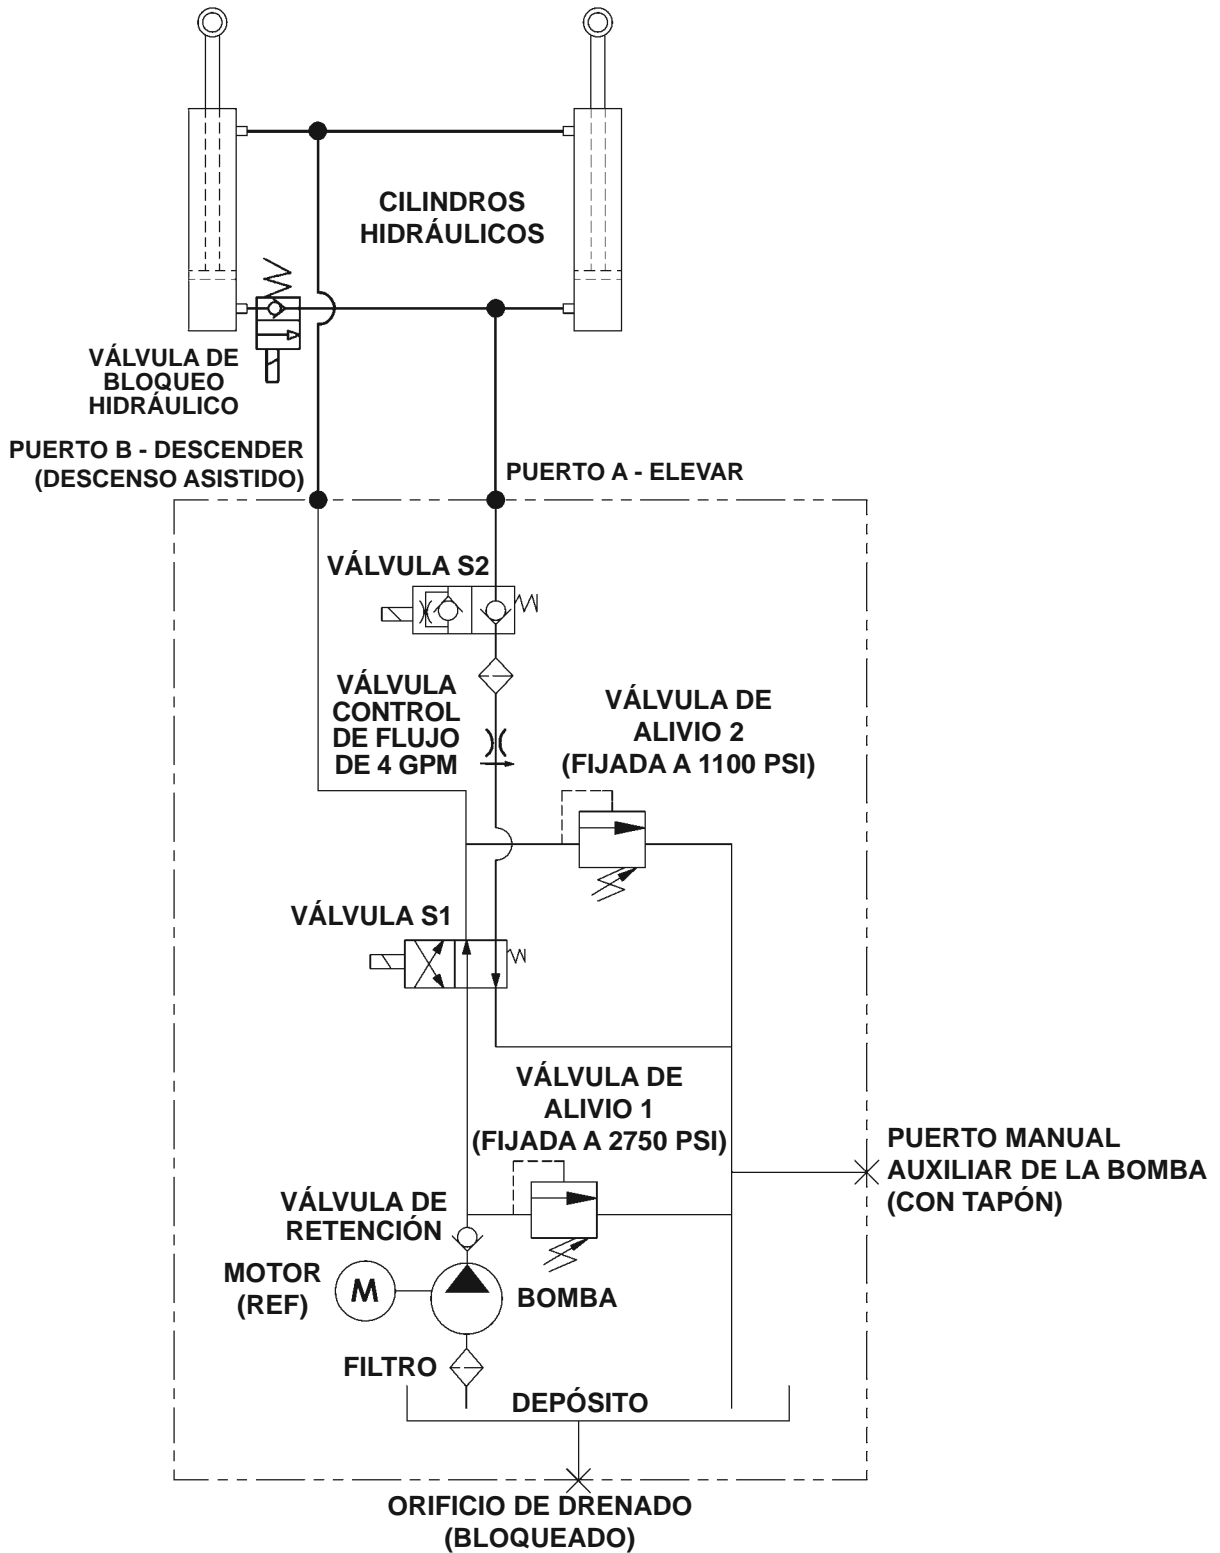 CILINDROS
HIDRÁULICOS
VÁLVULA DE
BLOQUEO
HIDRÁULICO
PUERTO B - DESCENDER
(DESCENSO ASISTIDO)
PUERTO A - ELEVAR
VÁLVULA S2
VÁLVULA
CONTROL
DE FLUJO
DE 4 GPM
VÁLVULA DE
ALIVIO 2
(FIJADA A 1100 PSI)
VÁLVULA S1
VÁLVULA DE
ALIVIO 1
(FIJADA A 2750 PSI)
PUERTO MANUAL
AUXILIAR DE LA BOMBA
(CON TAPÓN)
VÁLVULA DE
RETENCIÓN
MOTOR
(REF)
M
BOMBA
FILTRO
DEPÓSITO
ORIFICIO DE DRENADO
(BLOQUEADO)